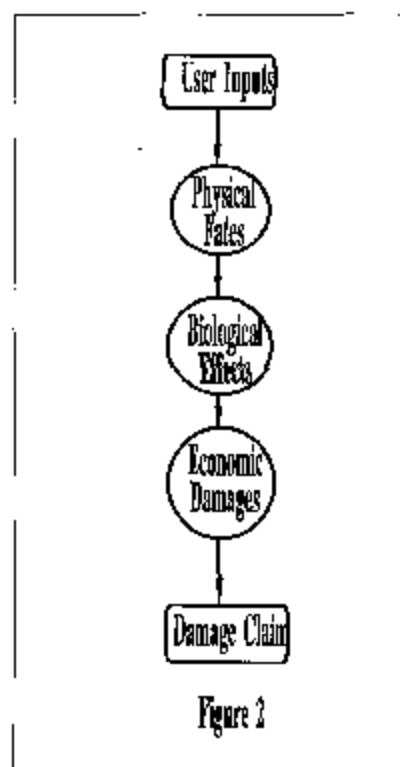 User Inputs
Physical
Fates
Biological
Effects
Economic
Damages
Damage Claim
Figure 2